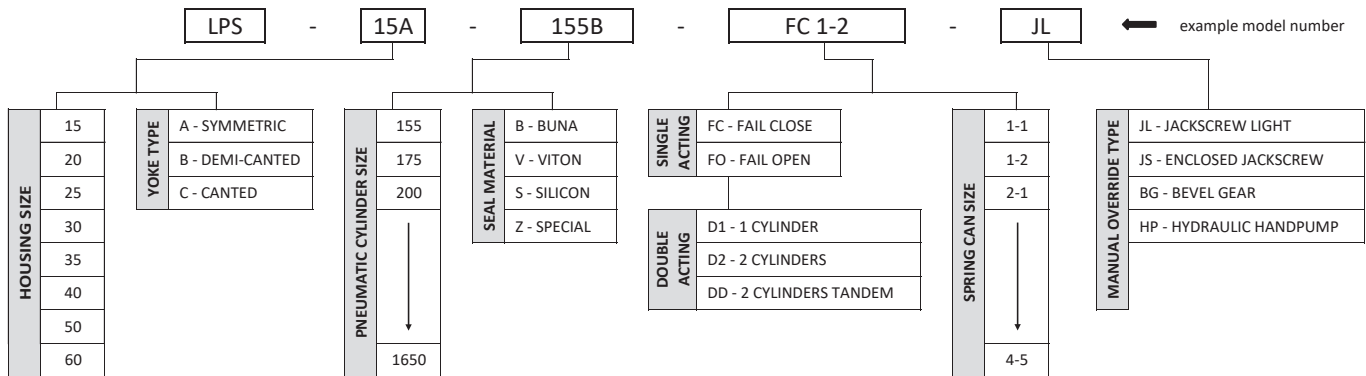 LPS - 15A - 155B - FC 1-2 - JL example model number
HOUSING SIZE
15
20
25
30
35
40
50
60
YOKE TYPE
A - SYMMETRIC
B - DEMI-CANTED
C - CANTED
PNEUMATIC CYLINDER SIZE
155
175
200
1650
SEAL MATERIAL
B - BUNA
V - VITON
S - SILICON
Z - SPECIAL
SINGLE
ACTING
FC - FAIL CLOSE
FO - FAIL OPEN
DOUBLE
ACTING
D1 - 1 CYLINDER
D2 - 2 CYLINDERS
DD - 2 CYLINDERS TANDEM
SPRING CAN SIZE
1-1
1-2
2-1
4-5
MANUAL OVERRIDE TYPE
JL - JACKSCREW LIGHT
JS - ENCLOSED JACKSCREW
BG - BEVEL GEAR
HP - HYDRAULIC HANDPUMP